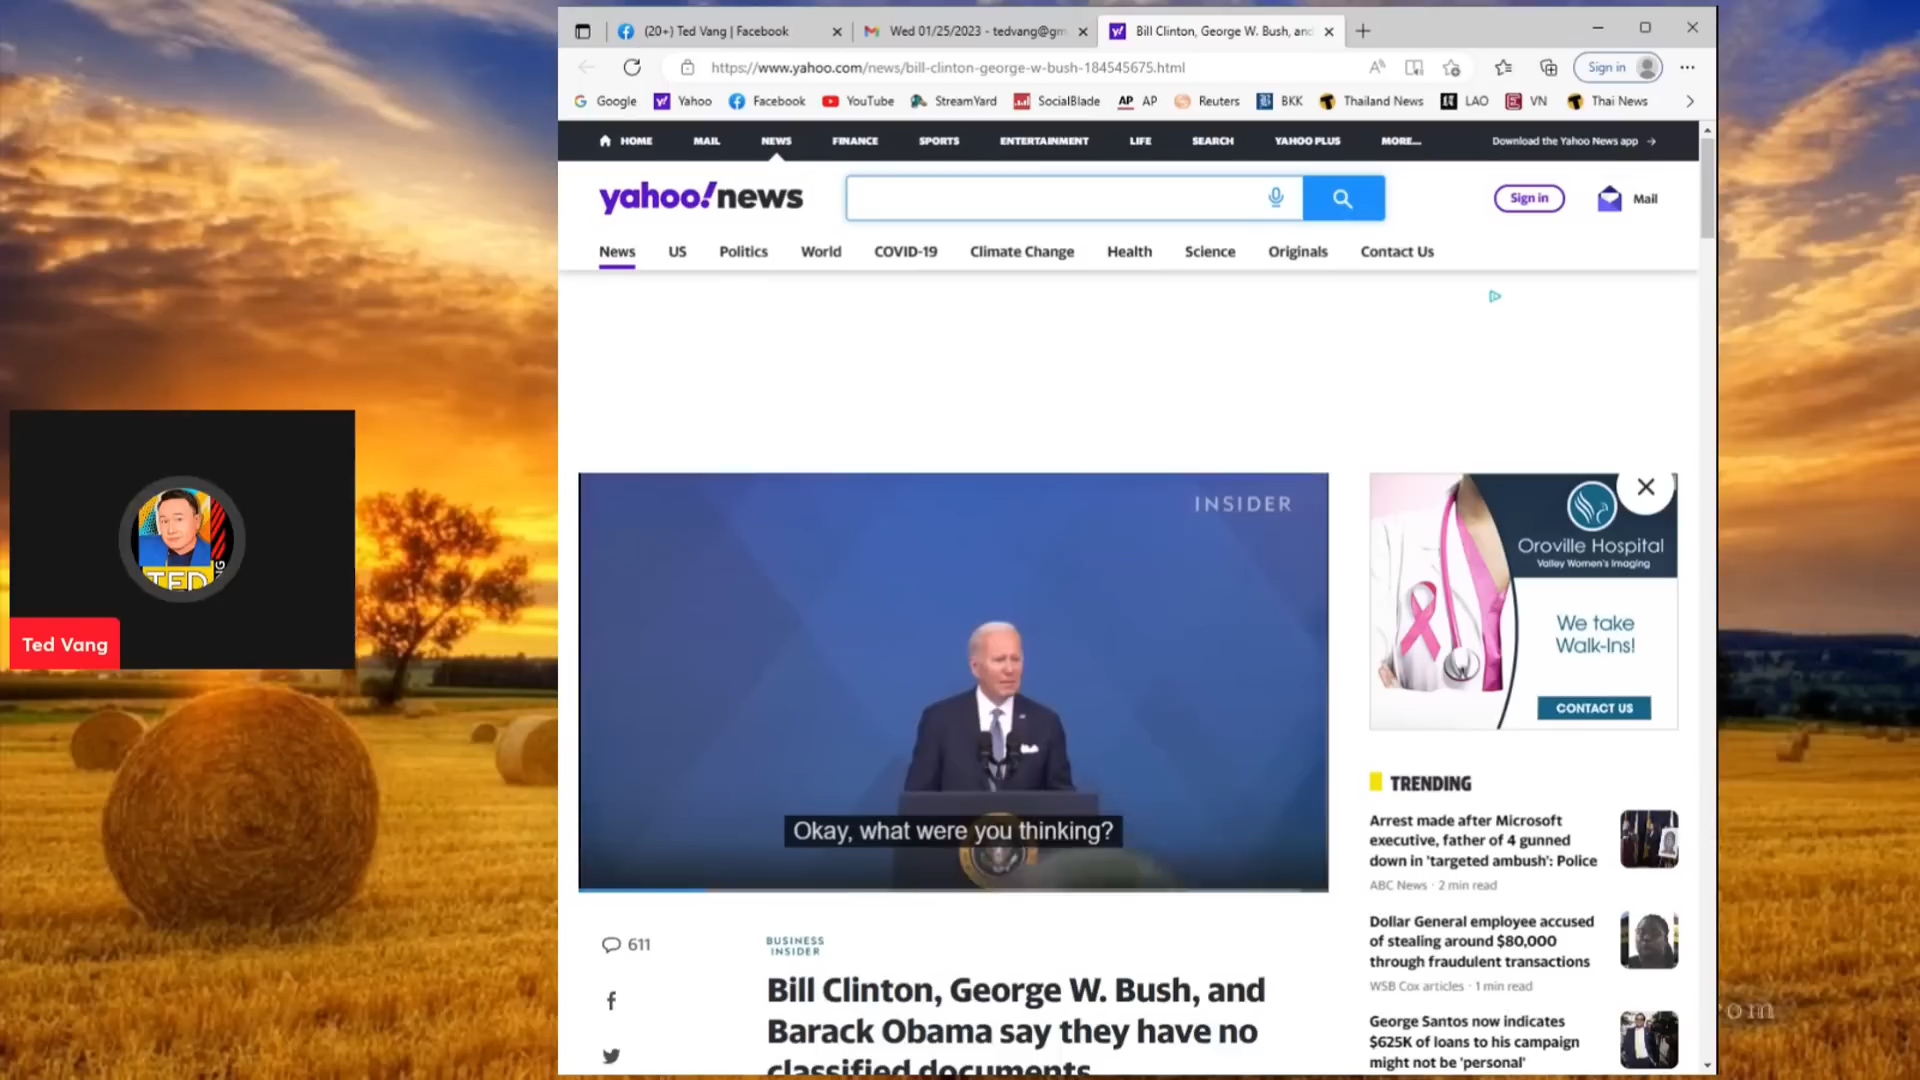 (20+) Ted Vang | Facebook
Wed 01/25/2023 - tedvang@gm
Bill Clinton, George W. Bush, and
https://www.yahoo.com/news/bill-clinton-george-w-bush-184545675.html
Sign in
Google
Yahoo
Facebook
YouTube
StreamYard
SocialBlade
AP AP
Reuters
BKK
Thailand News
LAO
VN
Thai News
HOME
MAIL
NEWS
FINANCE
SPORTS
ENTERTAINMENT
LIFE
SEARCH
YAHOO PLUS
MORE...
Download the Yahoo News app
yahoo!news
Sign in
Mail
News
US
Politics
World
COVID-19
Climate Change
Health
Science
Originals
Contact Us
INSIDER
Okay, what were you thinking?
TED
Ted Vang
Oroville Hospital
Valley Women's Imaging
We take
Walk-Ins!
CONTACT US
TRENDING
Arrest made after Microsoft
executive, father of 4 gunned
down in 'targeted ambush': Police
ABC News · 2 min read
Dollar General employee accused
of stealing around $80,000
through fraudulent transactions
WSB Cox articles · 1 min read
George Santos now indicates
$625K of loans to his campaign
might not be 'personal'
611
BUSINESS
INSIDER
Bill Clinton, George W. Bush, and
Barack Obama say they have no
classified documents
om